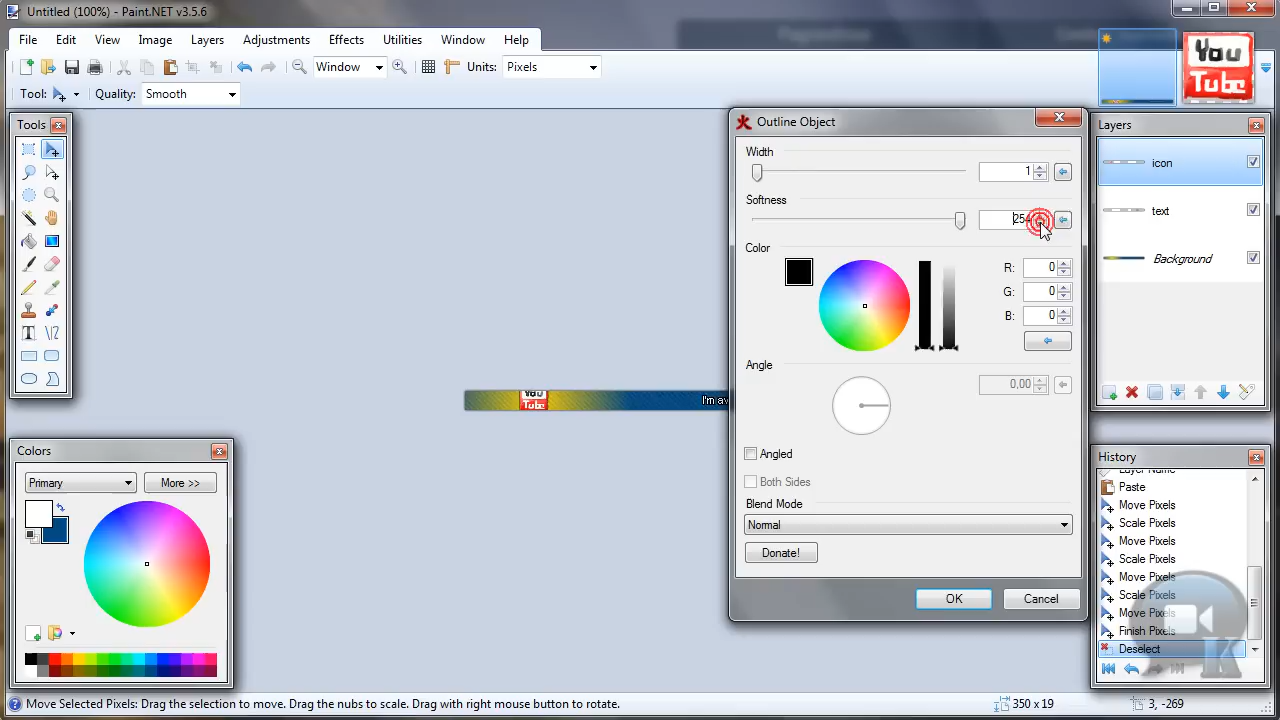 Untitled (100%) - Paint.NET v3.5.6
File Edit View Image Layers Adjustments Effects Utilities Window Help
Window Units: Pixels
Tool: Quality: Smooth
You
Tube
Tools
Outline Object
Width
1
Softness
Color
R: 0
G: 0
B: 0
Angle
0,00
Angled
Both Sides
Blend Mode
Normal
Donate!
OK Cancel
You
Tube
I'm av
Layers
icon
text
Background
Colors
Primary More >>
History
Layer Name
Paste
Move Pixels
Scale Pixels
Move Pixels
Scale Pixels
Move Pixels
Scale Pixels
Move Pixels
Finish Pixels
Deselect
K
Move Selected Pixels: Drag the selection to move. Drag the nubs to scale. Drag with right mouse button to rotate.
350 x 19
3, -269